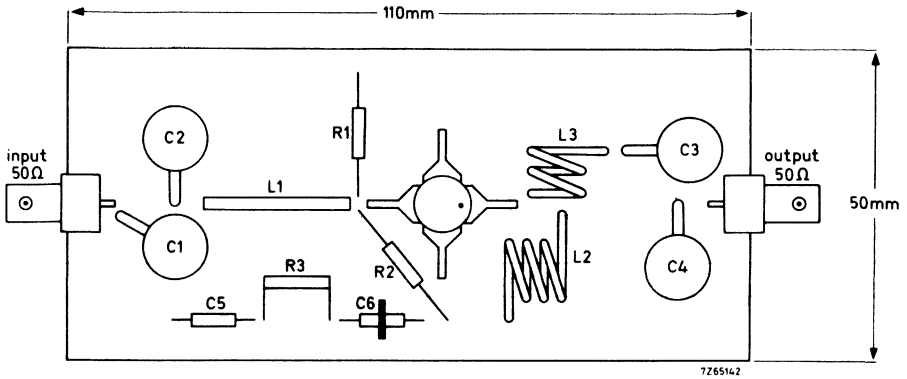 110mm
C2
R1
L3
C3
input
50Ω
output
50Ω
L1
50mm
C1
R2
L2
C4
R3
C5
C6
7Z65142